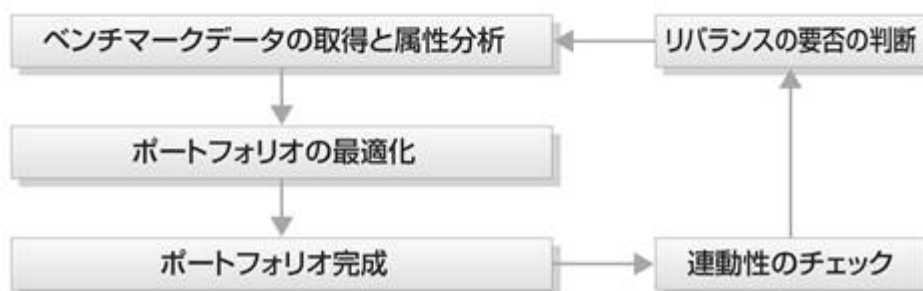 ベンチマークデータの取得と属性分析
リバランスの要否の判断
ポートフォリオの最適化
ポートフォリオ完成
連動性のチェック